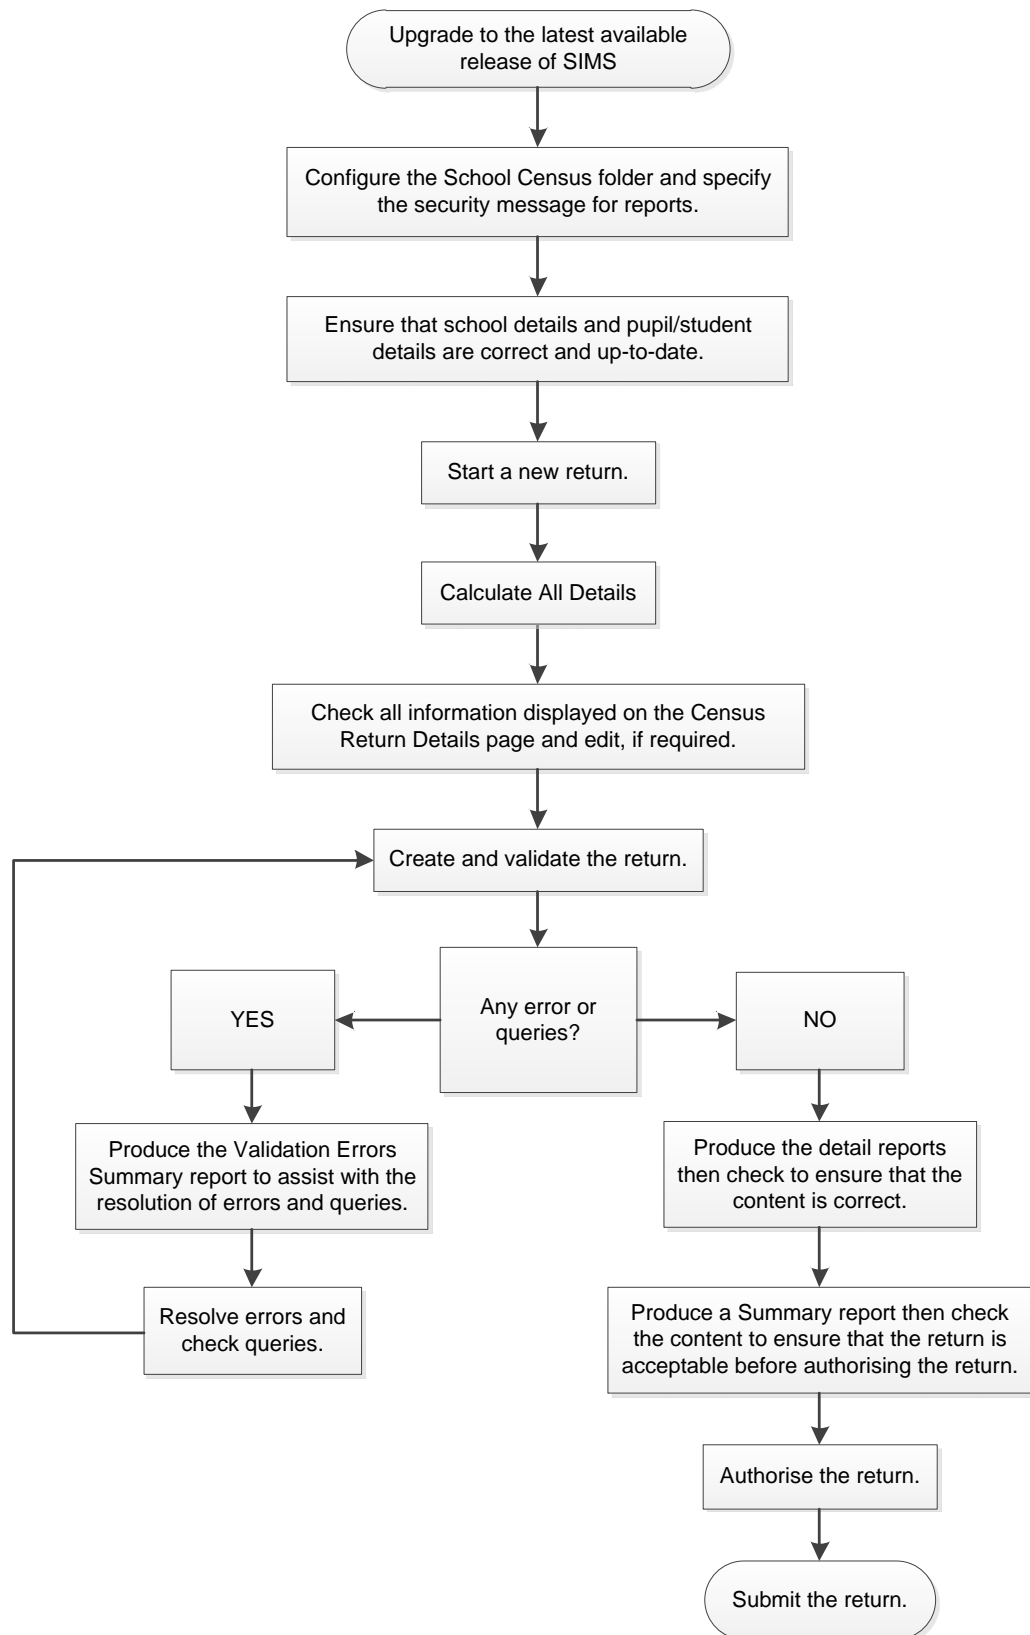 Upgrade to the latest available
release of SIMS
Configure the School Census folder and specify
the security message for reports.
Ensure that school details and pupil/student
details are correct and up-to-date.
Start a new return.
Calculate All Details
Check all information displayed on the Census
Return Details page and edit, if required.
Create and validate the return.
Any error or
queries?
YES
NO
Produce the Validation Errors
Summary report to assist with the
resolution of errors and queries.
Resolve errors and
check queries.
Produce the detail reports
then check to ensure that the
content is correct.
Produce a Summary report then check
the content to ensure that the return is
acceptable before authorising the return.
Authorise the return.
Submit the return.